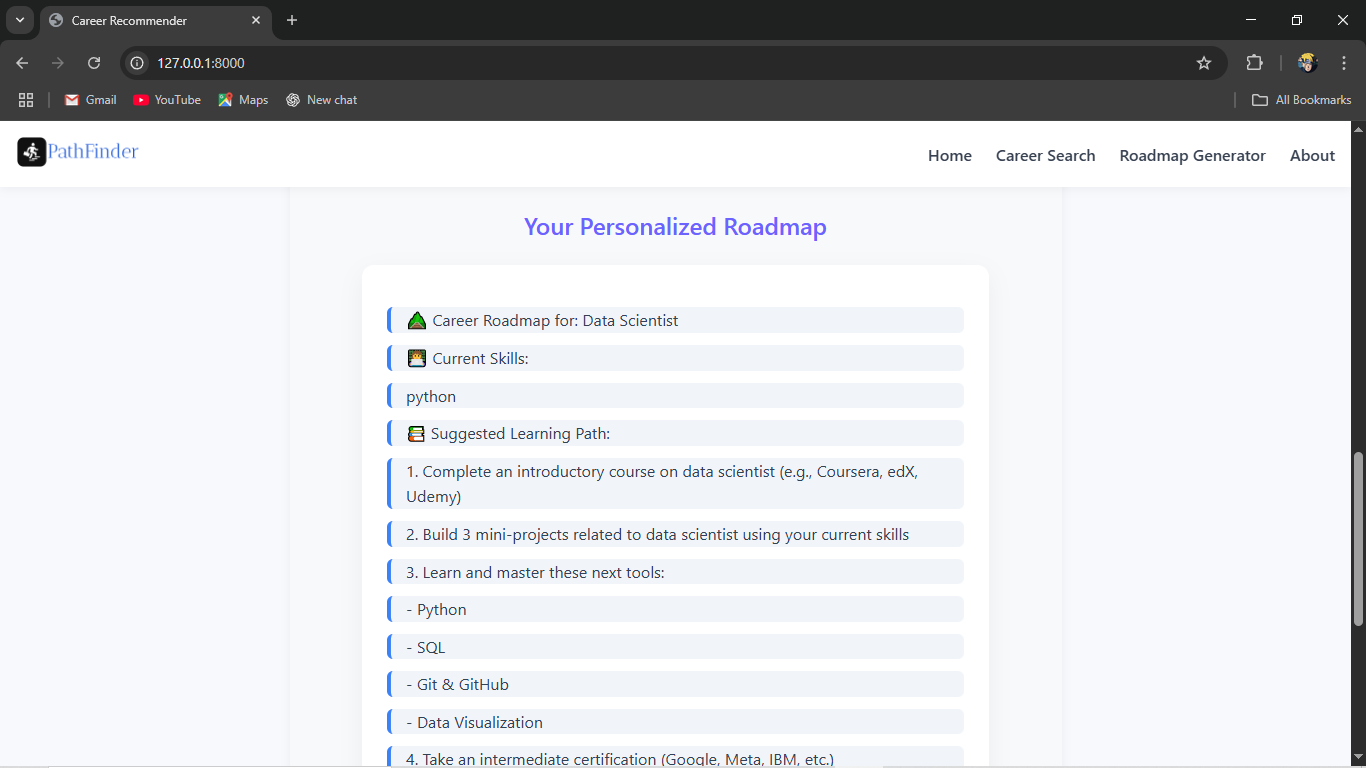 Career Recommender
127.0.0.1:8000
Gmail
YouTube
Maps
New chat
All Bookmarks
PathFinder
Home
Career Search
Roadmap Generator
About
Your Personalized Roadmap
Career Roadmap for: Data Scientist
Current Skills:
python
Suggested Learning Path:
1. Complete an introductory course on data scientist (e.g., Coursera, edX,
Udemy)
2. Build 3 mini-projects related to data scientist using your current skills
3. Learn and master these next tools:
- Python
- SQL
- Git & GitHub
- Data Visualization
4. Take an intermediate certification (Google, Meta, IBM, etc.)